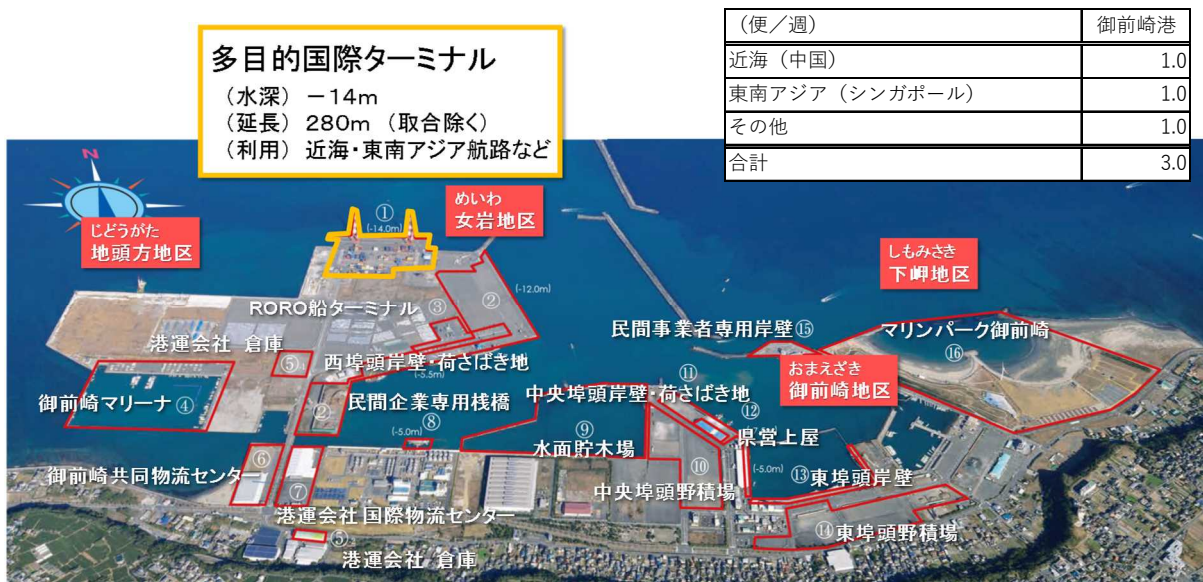 多目的国際ターミナル
（水深）－14m
（延長）280m（取合除く）
（利用）近海・東南アジア航路など
（便／週） 御前崎港
近海（中国） 1.0
東南アジア（シンガポール） 1.0
その他 1.0
合計 3.0
N
じとうがた
地頭方地区
①
(-14.0m)
めいわ
女岩地区
しもみさき
下岬地区
RORO船ターミナル
③
②
(-12.0m)
民間事業者専用岸壁⑮
マリンパーク御前崎
⑯
港運会社 倉庫
⑤
西埠頭岸壁・荷さばき地
(-5.5m)
おまえざき
御前崎地区
御前崎マリーナ④
②
民間企業専用桟橋
(-5.0m)
⑧
中央埠頭岸壁・荷さばき地
⑪
⑫
県営上屋
⑨
水面貯木場
(-5.0m)
⑬東埠頭岸壁
御前崎共同物流センター
⑥
⑦
⑩
中央埠頭野積場
港運会社国際物流センター
⑭東埠頭野積場
⑤
港運会社 倉庫